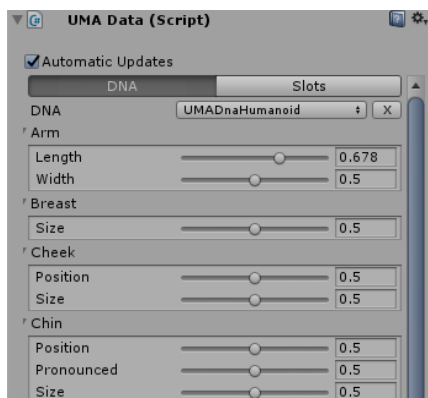 UMA Data (Script)
Automatic Updates
DNA Slots
DNA UMADnaHumanoid X
Arm
Length 0.678
Width 0.5
Breast
Size 0.5
Cheek
Position 0.5
Size 0.5
Chin
Position 0.5
Pronounced 0.5
Size 0.5